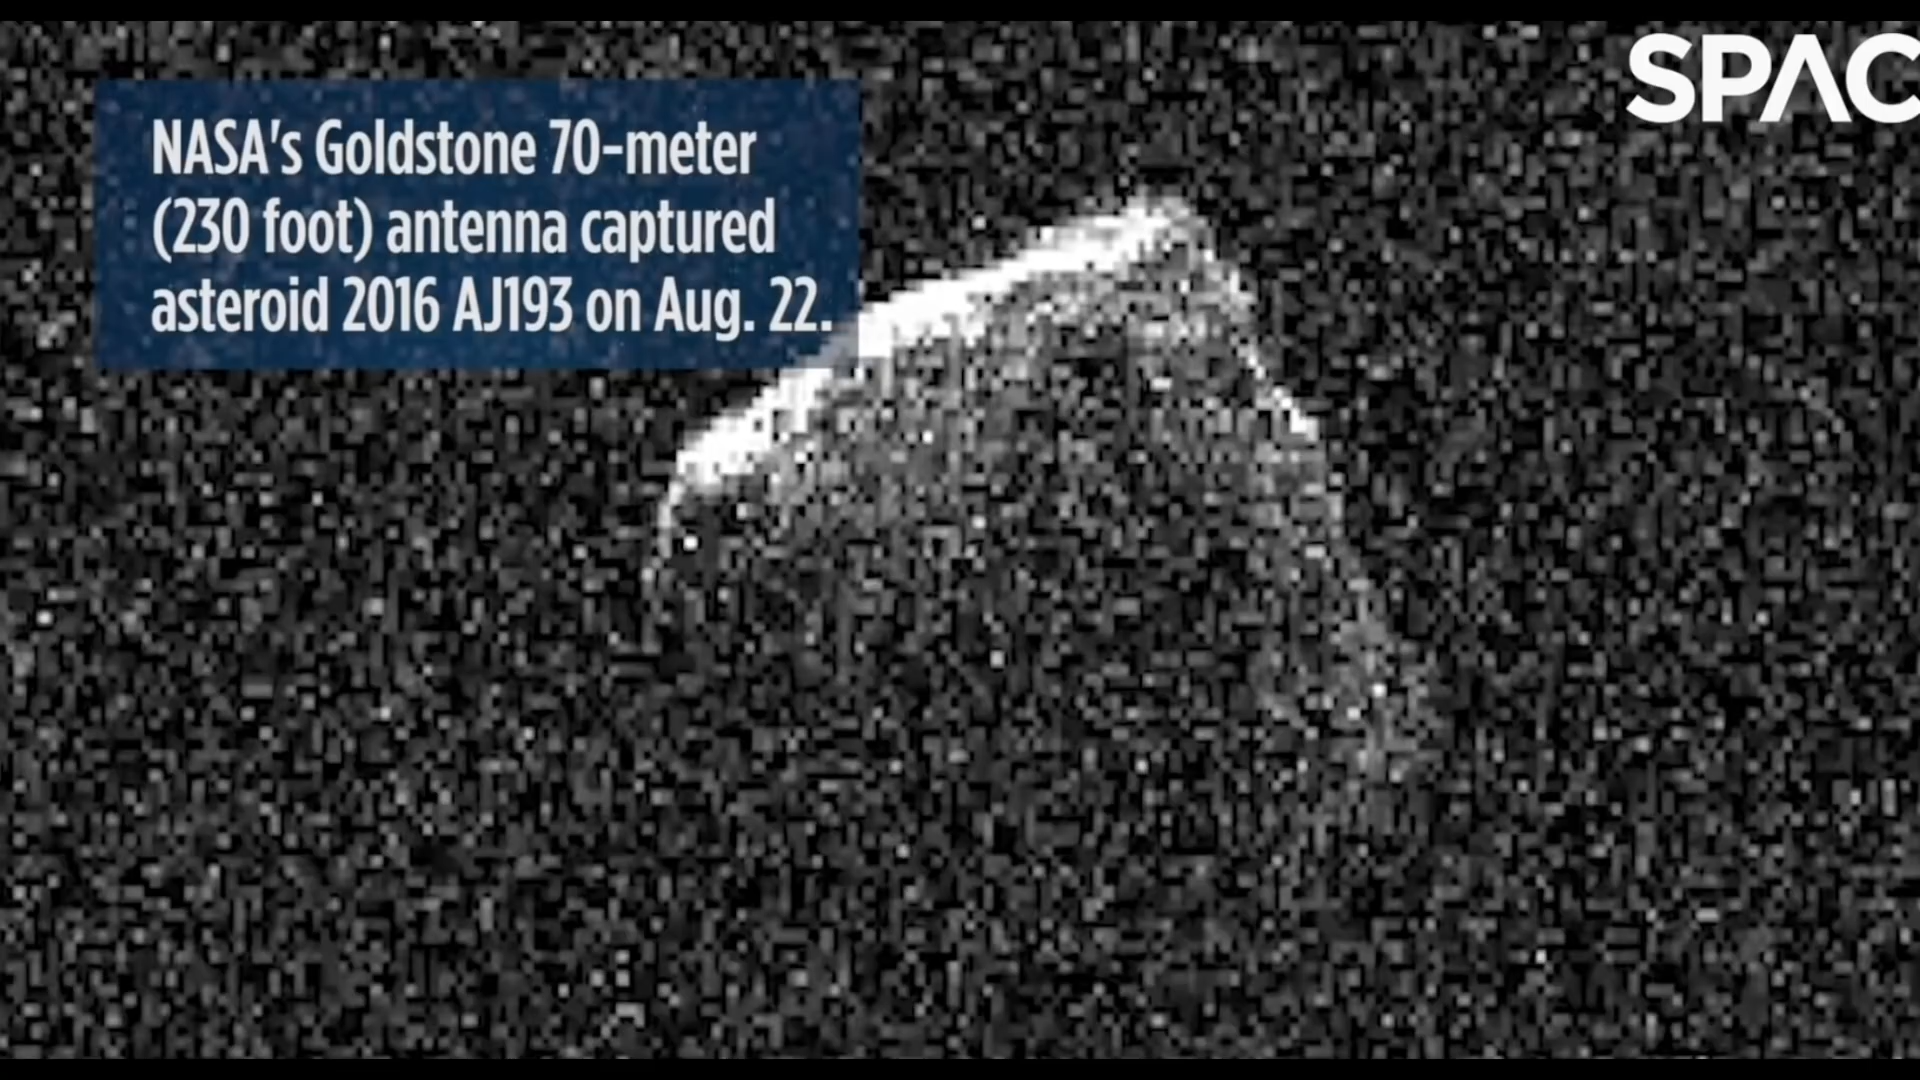 SPAC
NASA's Goldstone 70-meter
(230 foot) antenna captured
asteroid 2016 AJ193 on Aug. 22.